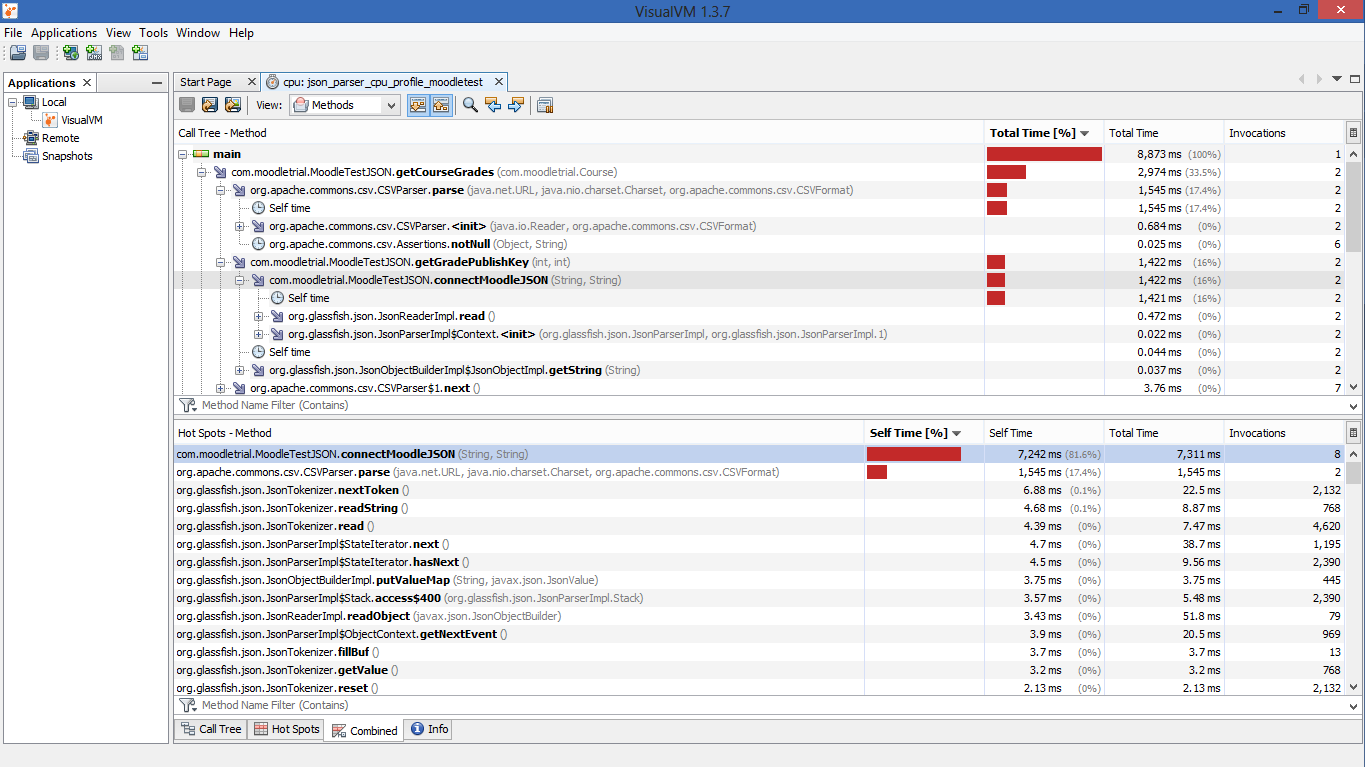 VisualVM 1.3.7
File Applications View Tools Window Help
Applications
Local
VisualVM
Remote
Snapshots
Start Page cpu: json_parser_cpu_profile_moodletest
View: Methods
Call Tree - Method Total Time [%] Total Time Invocations
main 8,873 ms (100%) 1
com.moodletrial.MoodleTestJSON.getCourseGrades (com.moodletrial.Course) 2,974 ms (33.5%) 2
org.apache.commons.csv.CSVParser.parse (java.net.URL, java.nio.charset.Charset, org.apache.commons.csv.CSVFormat) 1,545 ms (17.4%) 2
Self time 1,545 ms (17.4%) 2
org.apache.commons.csv.CSVParser.<init> (java.io.Reader, org.apache.commons.csv.CSVFormat) 0.684 ms (0%) 2
org.apache.commons.csv.Assertions.notNull (Object, String) 0.025 ms (0%) 6
com.moodletrial.MoodleTestJSON.getGradePublishKey (int, int) 1,422 ms (16%) 2
com.moodletrial.MoodleTestJSON.connectMoodleJSON (String, String) 1,422 ms (16%) 2
Self time 1,421 ms (16%) 2
org.glassfish.json.JsonReaderImpl.read () 0.472 ms (0%) 2
org.glassfish.json.JsonParserImpl$Context.<init> (org.glassfish.json.JsonParserImpl, org.glassfish.json.JsonParserImpl.1) 0.022 ms (0%) 2
Self time 0.044 ms (0%) 2
org.glassfish.json.JsonObjectBuilderImpl$JsonObjectImpl.getString (String) 0.037 ms (0%) 2
org.apache.commons.csv.CSVParser$1.next () 3.76 ms (0%) 7
Method Name Filter (Contains)
Hot Spots - Method Self Time [%] Self Time Total Time Invocations
com.moodletrial.MoodleTestJSON.connectMoodleJSON (String, String) 7,242 ms (81.6%) 7,311 ms 8
org.apache.commons.csv.CSVParser.parse (java.net.URL, java.nio.charset.Charset, org.apache.commons.csv.CSVFormat) 1,545 ms (17.4%) 1,545 ms 2
org.glassfish.json.JsonTokenizer.nextToken () 6.88 ms (0.1%) 22.5 ms 2,132
org.glassfish.json.JsonTokenizer.readString () 4.68 ms (0.1%) 8.87 ms 768
org.glassfish.json.JsonTokenizer.read () 4.39 ms (0%) 7.47 ms 4,620
org.glassfish.json.JsonParserImpl$StateIterator.next () 4.7 ms (0%) 38.7 ms 1,195
org.glassfish.json.JsonParserImpl$StateIterator.hasNext () 4.5 ms (0%) 9.56 ms 2,390
org.glassfish.json.JsonObjectBuilderImpl.putValueMap (String, javax.json.JsonValue) 3.75 ms (0%) 3.75 ms 445
org.glassfish.json.JsonParserImpl$Stack.access$400 (org.glassfish.json.JsonParserImpl.Stack) 3.57 ms (0%) 5.48 ms 2,390
org.glassfish.json.JsonReaderImpl.readObject (javax.json.JsonObjectBuilder) 3.43 ms (0%) 51.8 ms 79
org.glassfish.json.JsonParserImpl$ObjectContext.getNextEvent () 3.9 ms (0%) 20.5 ms 969
org.glassfish.json.JsonTokenizer.fillBuf () 3.7 ms (0%) 3.7 ms 13
org.glassfish.json.JsonTokenizer.getValue () 3.2 ms (0%) 3.2 ms 768
org.glassfish.json.JsonTokenizer.reset () 2.13 ms (0%) 2.13 ms 2,132
Method Name Filter (Contains)
Call Tree Hot Spots Combined Info